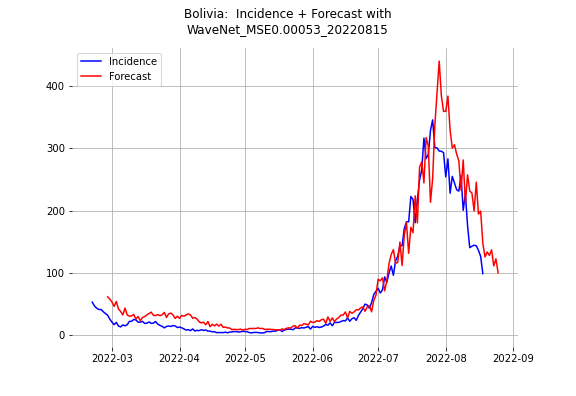 Bolivia:  Incidence + Forecast with
WaveNet_MSE0.00053_20220815
Incidence
Forecast
400
300
200
100
0
2022-03 2022-04 2022-05 2022-06 2022-07 2022-08 2022-09